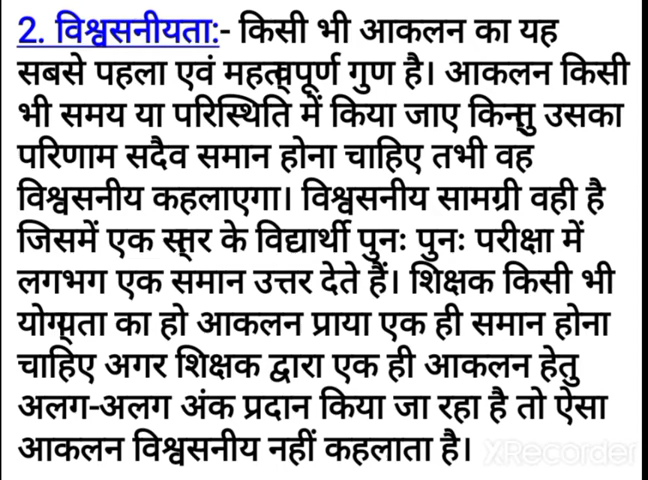 2. विश्वसनीयता:- किसी भी आकलन का यह
सबसे पहला एवं महत्वपूर्ण गुण है। आकलन किसी
भी समय या परिस्थिति में किया जाए किन्तु उसका
परिणाम सदैव समान होना चाहिए तभी वह
विश्वसनीय कहलाएगा। विश्वसनीय सामग्री वही है
जिसमें एक स्तर के विद्यार्थी पुनः पुनः परीक्षा में
लगभग एक समान उत्तर देते हैं। शिक्षक किसी भी
योग्यता का हो आकलन प्राया एक ही समान होना
चाहिए अगर शिक्षक द्वारा एक ही आकलन हेतु
अलग-अलग अंक प्रदान किया जा रहा है तो ऐसा
आकलन विश्वसनीय नहीं कहलाता है।
XRecorder